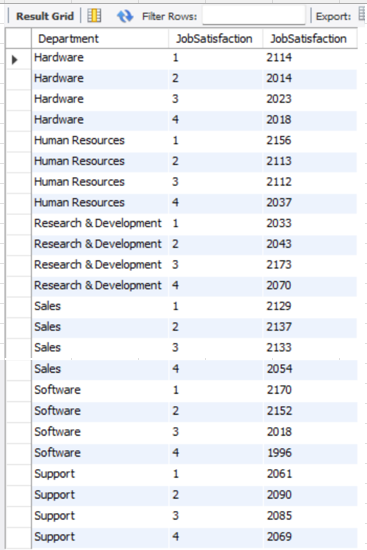 Result Grid Filter Rows: Export:
Department JobSatisfaction JobSatisfaction
Hardware 1 2114
Hardware 2 2014
Hardware 3 2023
Hardware 4 2018
Human Resources 1 2156
Human Resources 2 2113
Human Resources 3 2112
Human Resources 4 2037
Research & Development 1 2033
Research & Development 2 2043
Research & Development 3 2173
Research & Development 4 2070
Sales 1 2129
Sales 2 2137
Sales 3 2133
Sales 4 2054
Software 1 2170
Software 2 2152
Software 3 2018
Software 4 1996
Support 1 2061
Support 2 2090
Support 3 2085
Support 4 2069